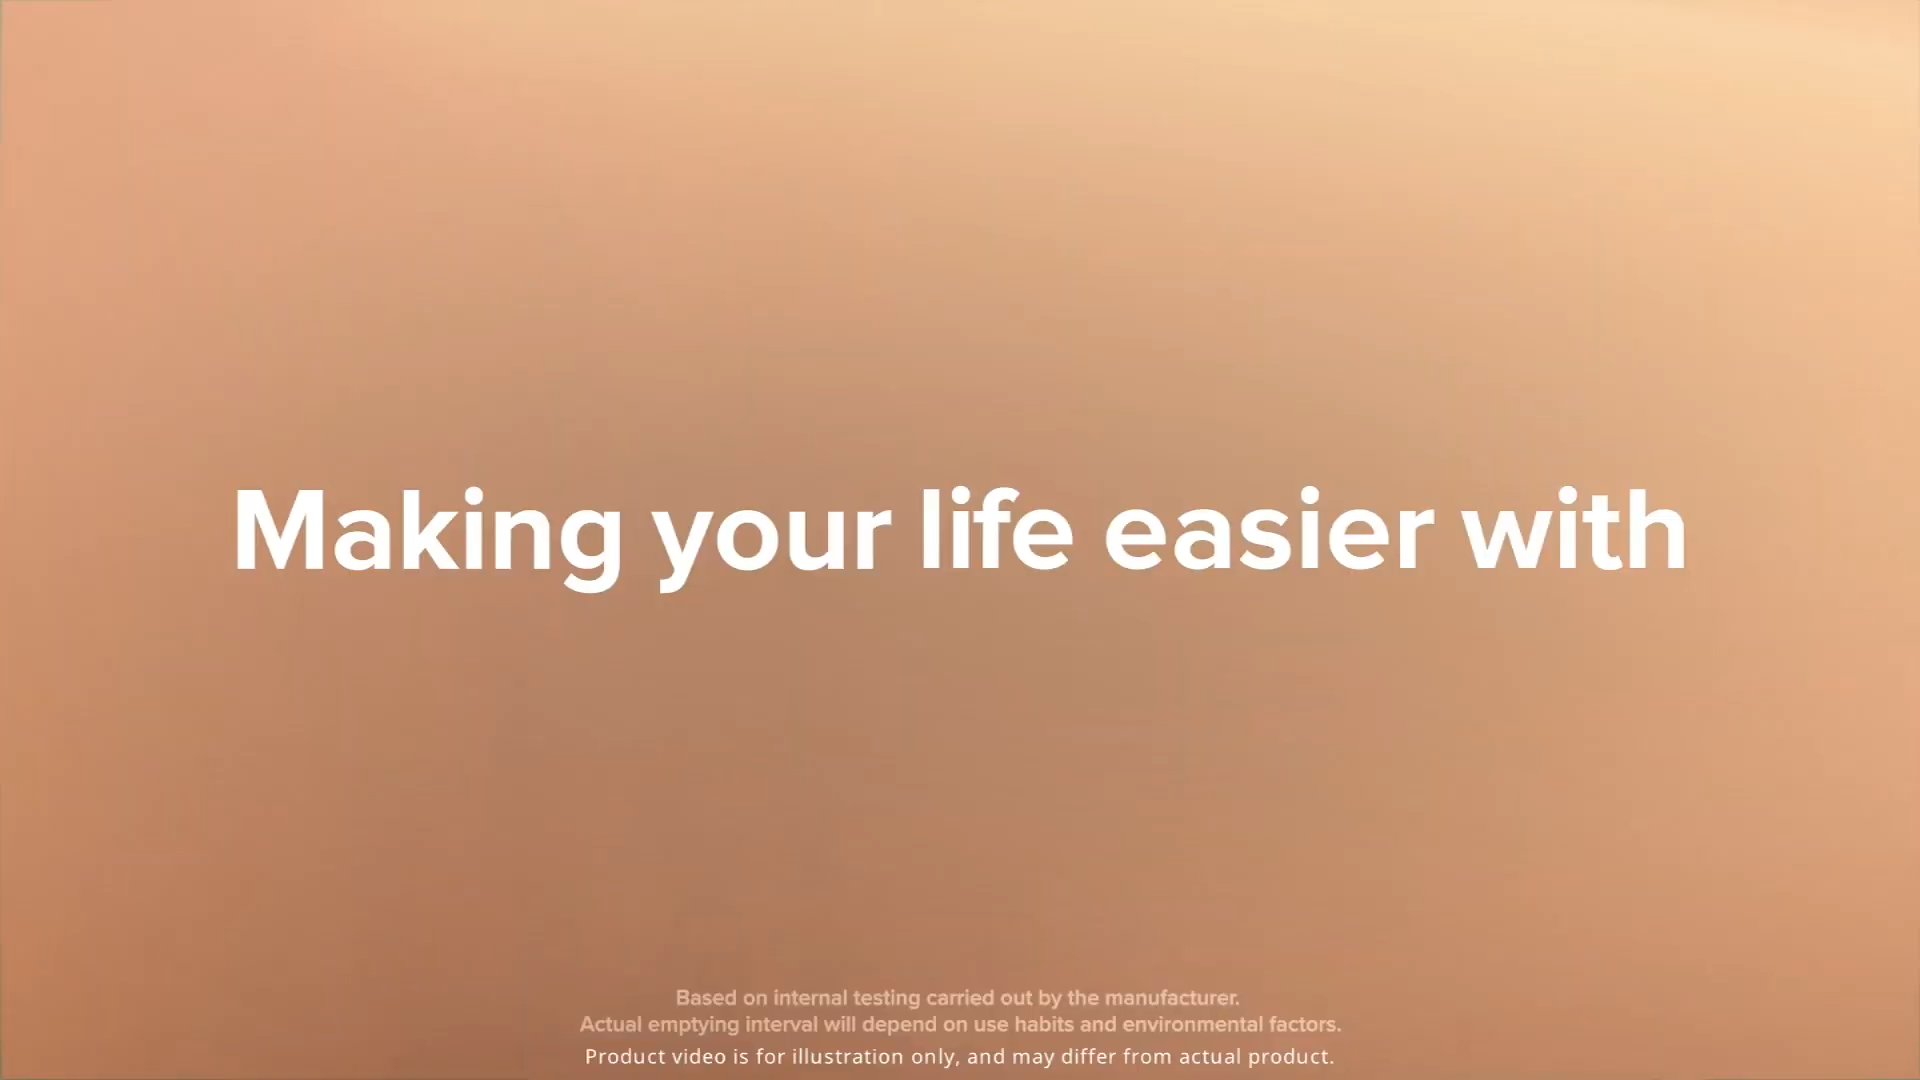 Making your life easier with
Based on internal testing carried out by the manufacturer.
Actual emptying interval will depend on use habits and environmental factors.
Product video is for illustration only, and may differ from actual product.